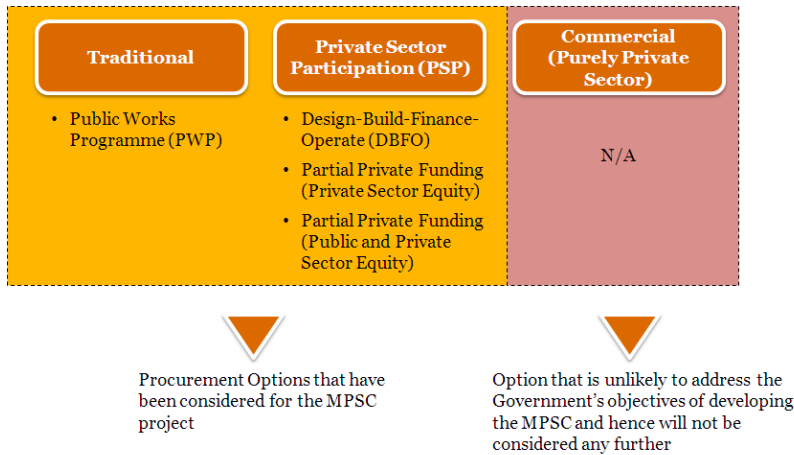 Traditional
• Public Works
Programme (PWP)
Private Sector
Participation (PSP)
• Design-Build-Finance-
Operate (DBFO)
• Partial Private Funding
(Private Sector Equity)
• Partial Private Funding
(Public and Private
Sector Equity)
Commercial
(Purely Private
Sector)
N/A
Procurement Options that have
been considered for the MPSC
project
Option that is unlikely to address the
Government's objectives of developing
the MPSC and hence will not be
considered any further